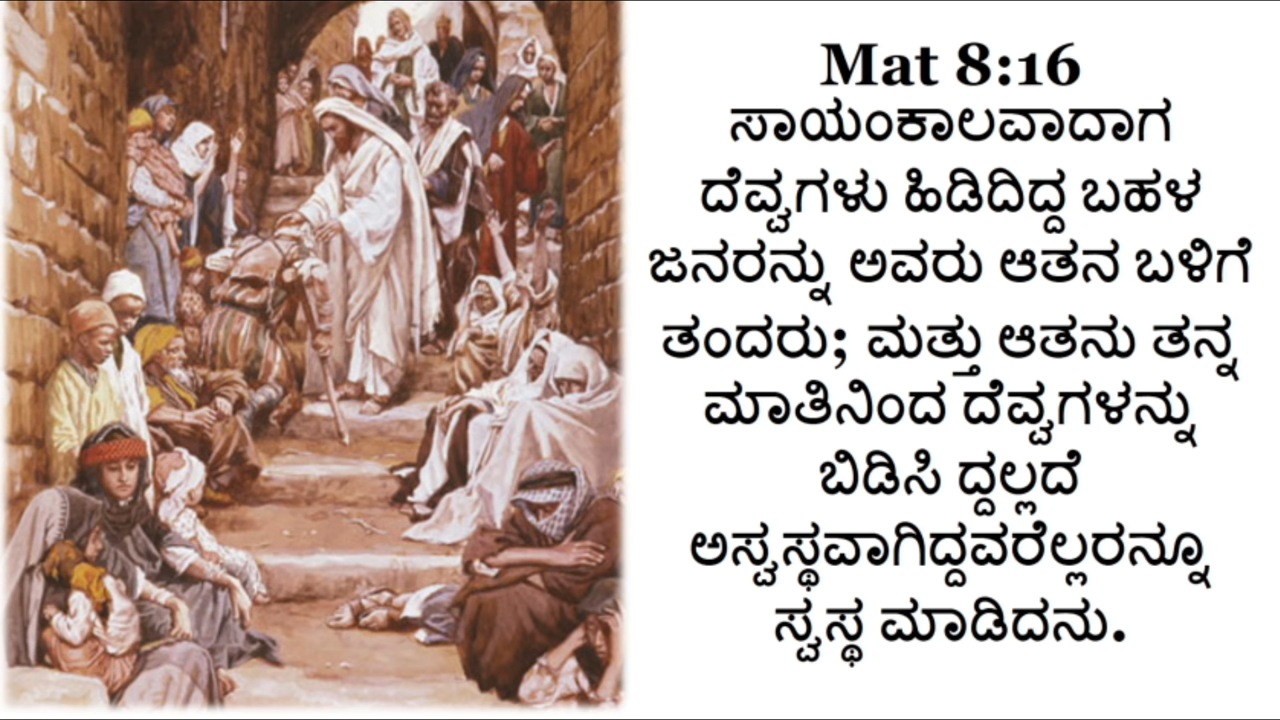 Mat 8:16
ಸಾಯಂಕಾಲವಾದಾಗ
ದೆವ್ವಗಳು ಹಿಡಿದಿದ್ದ ಬಹಳ
ಜನರನ್ನು ಅವರು ಆತನ ಬಳಿಗೆ
ತಂದರು; ಮತ್ತು ಆತನು ತನ್ನ
ಮಾತಿನಿಂದ ದೆವ್ವಗಳನ್ನು
ಬಿಡಿಸಿ ದ್ದಲ್ಲದೆ
ಅಸ್ವಸ್ಥವಾಗಿದ್ದವರೆಲ್ಲರನ್ನೂ
ಸ್ವಸ್ಥ ಮಾಡಿದನು.